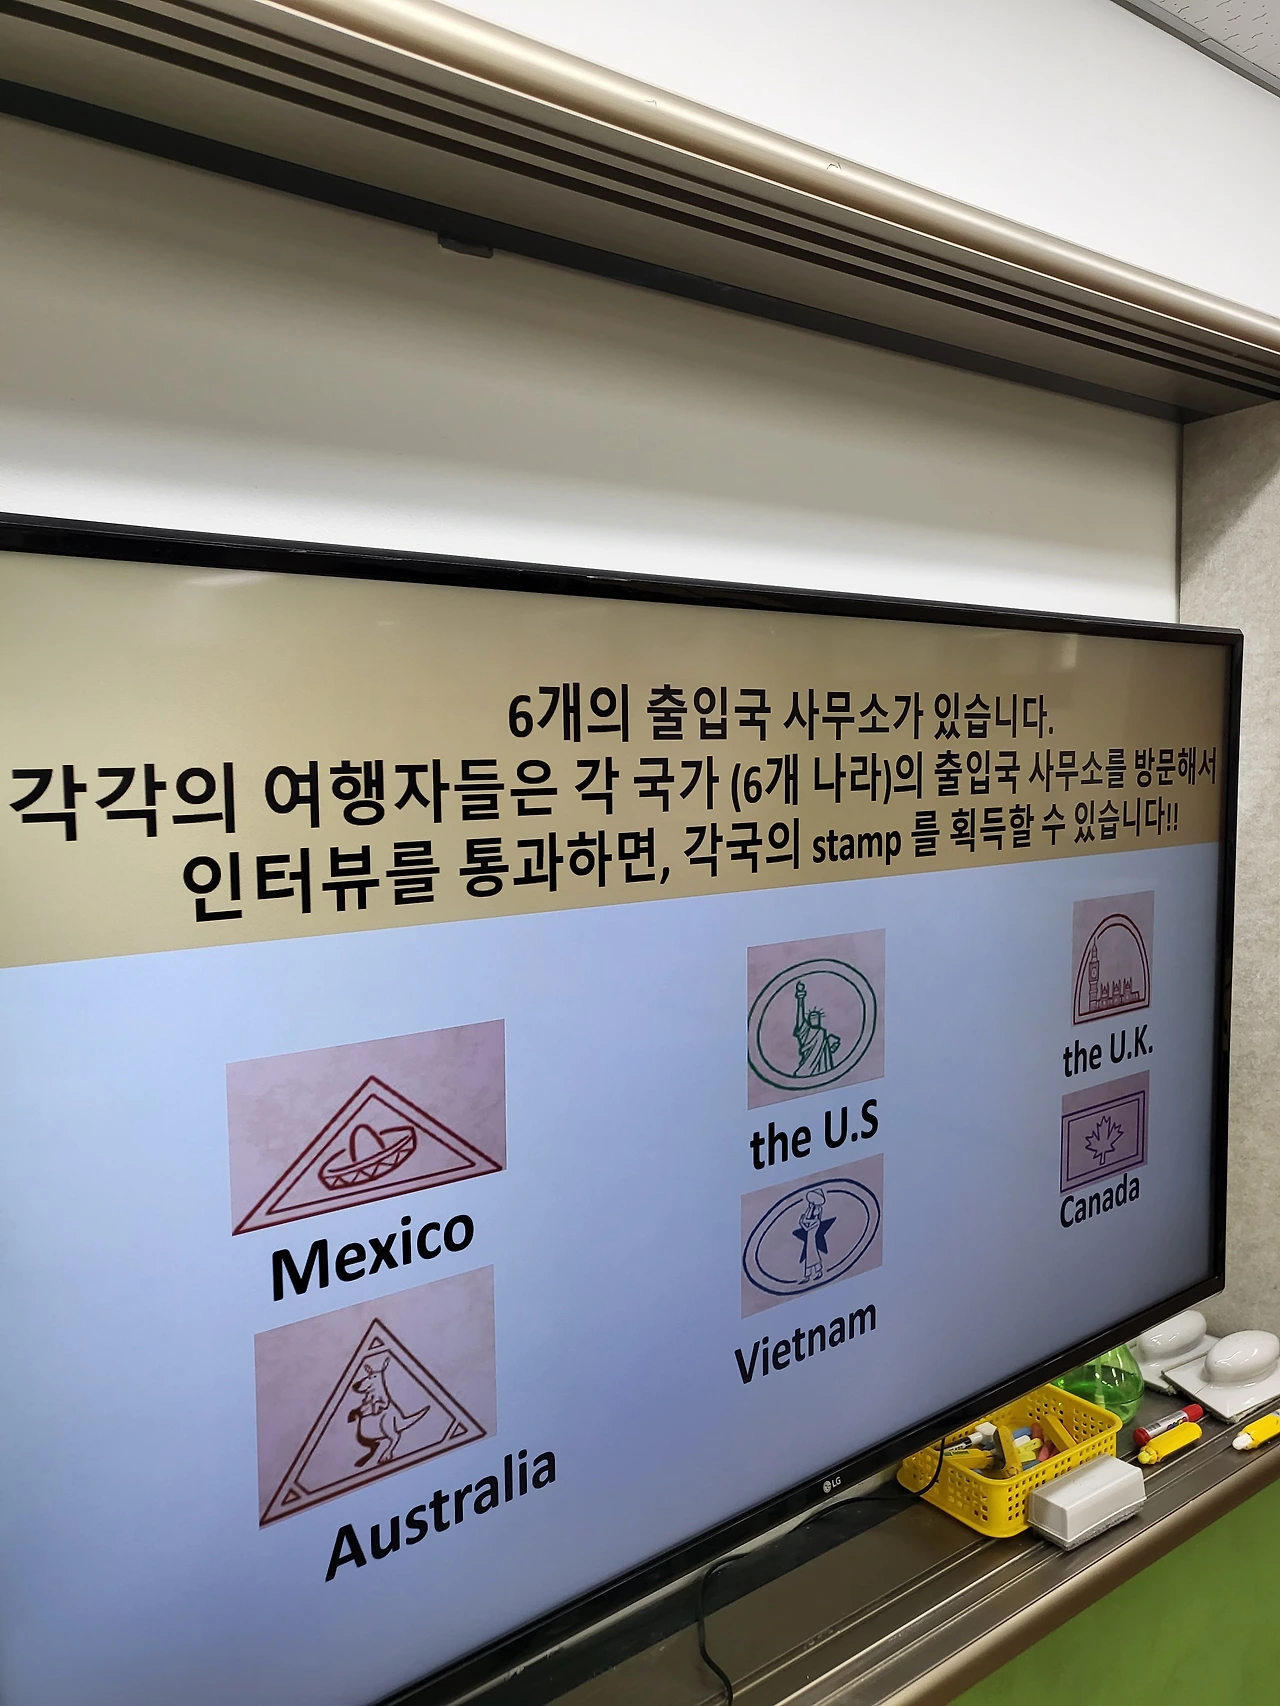 6개의 출입국 사무소가 있습니다.
각각의 여행자들은 각 국가 (6개 나라)의 출입국 사무소를 방문해서
인터뷰를 통과하면, 각국의 stamp 를 획득할 수 있습니다!!
Mexico
the U.S
the U.K.
Australia
Vietnam
Canada
LG